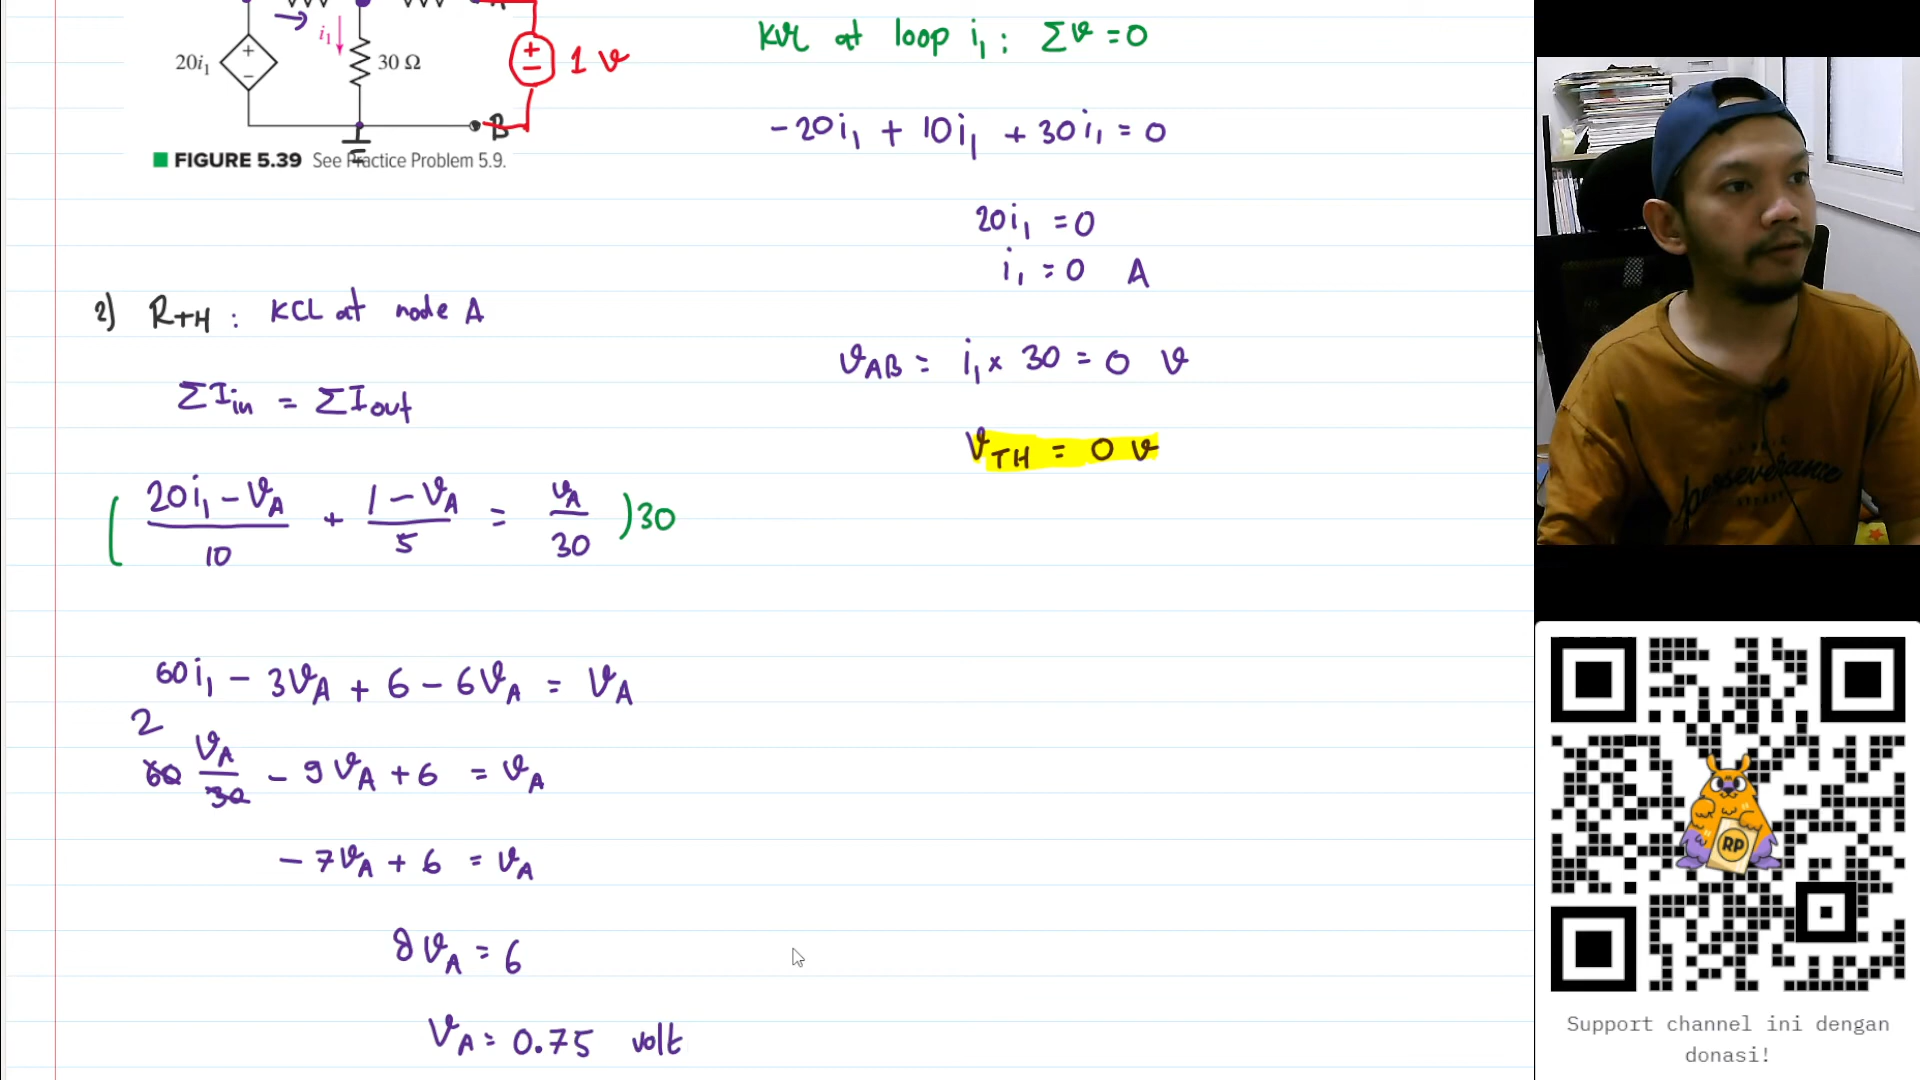 i₁
20i₁
+
−
30 Ω
+
−
1 v
B
FIGURE 5.39 See Practice Problem 5.9.
2) RTH : KCL at node A
ΣIin = ΣIout
( (20i₁ − VA)/10 + (1 − VA)/5 = VA/30 ) 30
60i₁ − 3VA + 6 − 6VA = VA
2
60 VA/30 − 9VA + 6 = VA
− 7VA + 6 = VA
8VA = 6
VA = 0.75 volt
KVL at loop i₁ : Σv = 0
−20i₁ + 10i₁ + 30i₁ = 0
20i₁ = 0
i₁ = 0 A
VAB = i₁ × 30 = 0 v
VTH = 0 v
perseverance
RP
Support channel ini dengan
donasi!